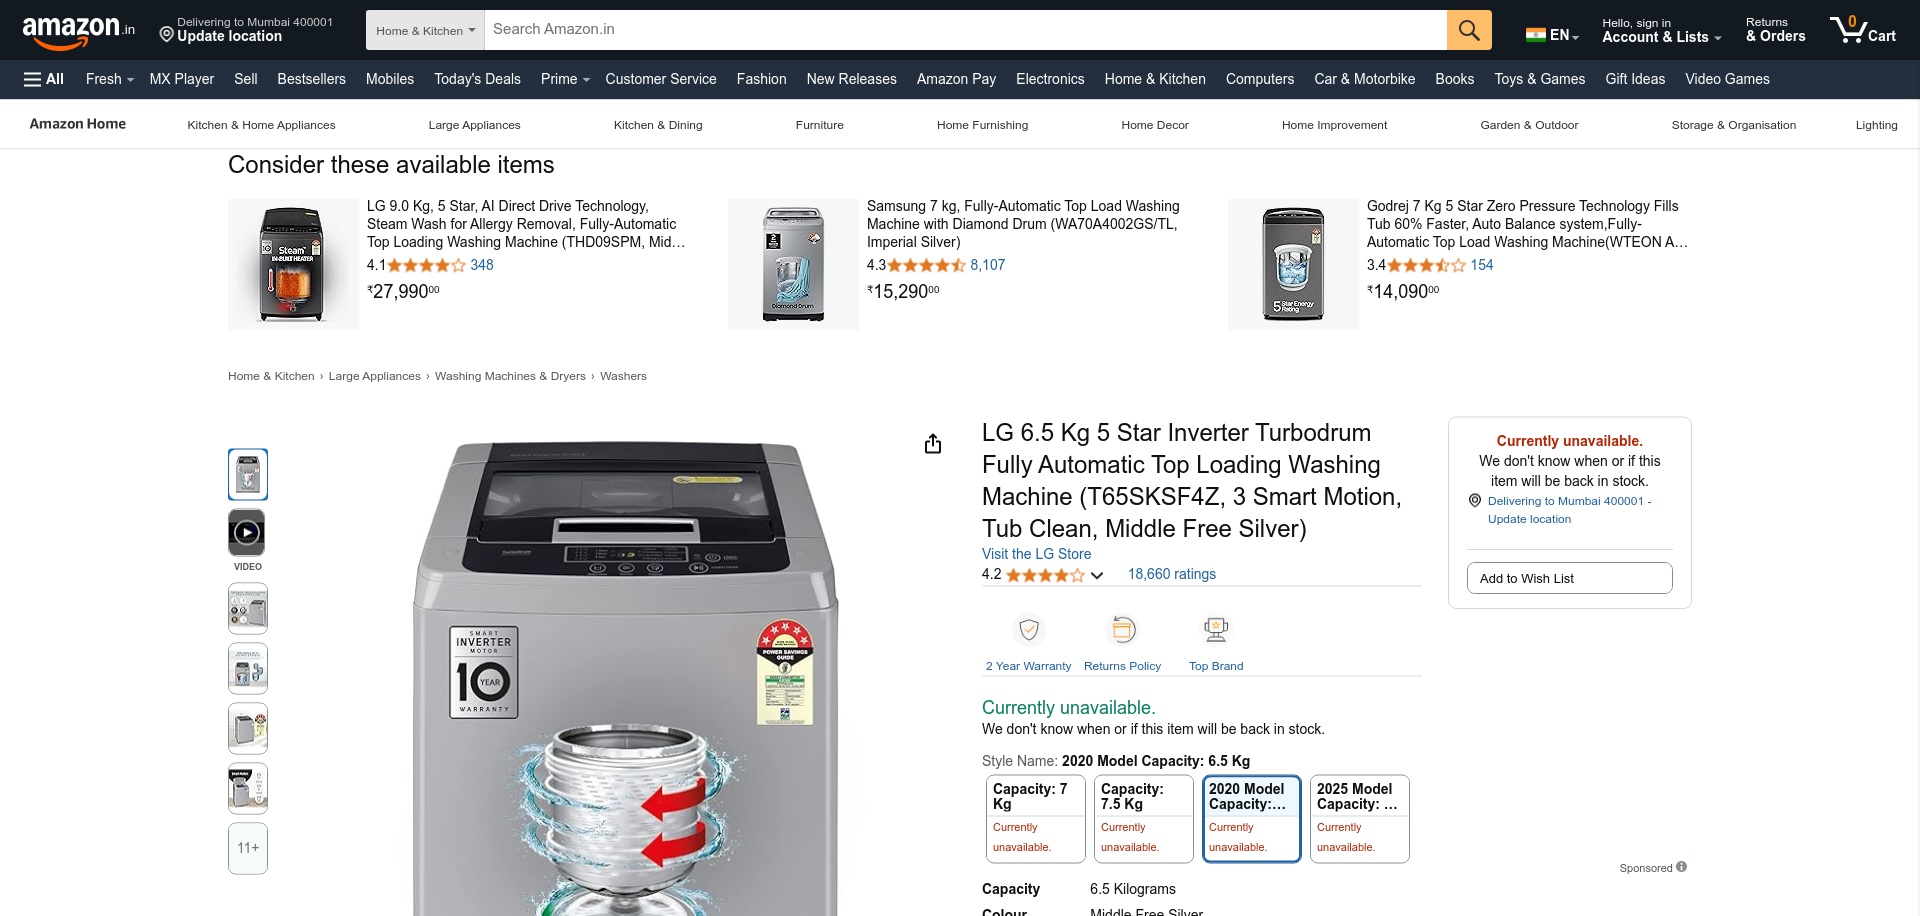 amazon.in
Delivering to Mumbai 400001
Update location
Home & Kitchen
Search Amazon.in
EN
Hello, sign in
Account & Lists
Returns
& Orders
0
Cart
All
Fresh
MX Player
Sell
Bestsellers
Mobiles
Today's Deals
Prime
Customer Service
Fashion
New Releases
Amazon Pay
Electronics
Home & Kitchen
Computers
Car & Motorbike
Books
Toys & Games
Gift Ideas
Video Games
Amazon Home
Kitchen & Home Appliances
Large Appliances
Kitchen & Dining
Furniture
Home Furnishing
Home Decor
Home Improvement
Garden & Outdoor
Storage & Organisation
Lighting
Consider these available items
Steam
IN-BUILT HEATER
LG 9.0 Kg, 5 Star, AI Direct Drive Technology,
Steam Wash for Allergy Removal, Fully-Automatic
Top Loading Washing Machine (THD09SPM, Mid…
4.1 348
₹27,99000
Diamond Drum
Samsung 7 kg, Fully-Automatic Top Load Washing
Machine with Diamond Drum (WA70A4002GS/TL,
Imperial Silver)
4.3 8,107
₹15,29000
5 Star Energy
Rating
Godrej 7 Kg 5 Star Zero Pressure Technology Fills
Tub 60% Faster, Auto Balance system,Fully-
Automatic Top Load Washing Machine(WTEON A…
3.4 154
₹14,09000
Home & Kitchen › Large Appliances › Washing Machines & Dryers › Washers
VIDEO
11+
SMART
INVERTER
MOTOR
10 YEAR
WARRANTY
POWER SAVINGS
GUIDE
LG 6.5 Kg 5 Star Inverter Turbodrum
Fully Automatic Top Loading Washing
Machine (T65SKSF4Z, 3 Smart Motion,
Tub Clean, Middle Free Silver)
Visit the LG Store
4.2 18,660 ratings
2 Year Warranty
Returns Policy
Top Brand
Currently unavailable.
We don't know when or if this item will be back in stock.
Style Name: 2020 Model Capacity: 6.5 Kg
Capacity: 7
Kg
Currently
unavailable.
Capacity:
7.5 Kg
Currently
unavailable.
2020 Model
Capacity:…
Currently
unavailable.
2025 Model
Capacity: …
Currently
unavailable.
Capacity 6.5 Kilograms
Colour Middle Free Silver
Currently unavailable.
We don't know when or if this
item will be back in stock.
Delivering to Mumbai 400001 -
Update location
Add to Wish List
Sponsored